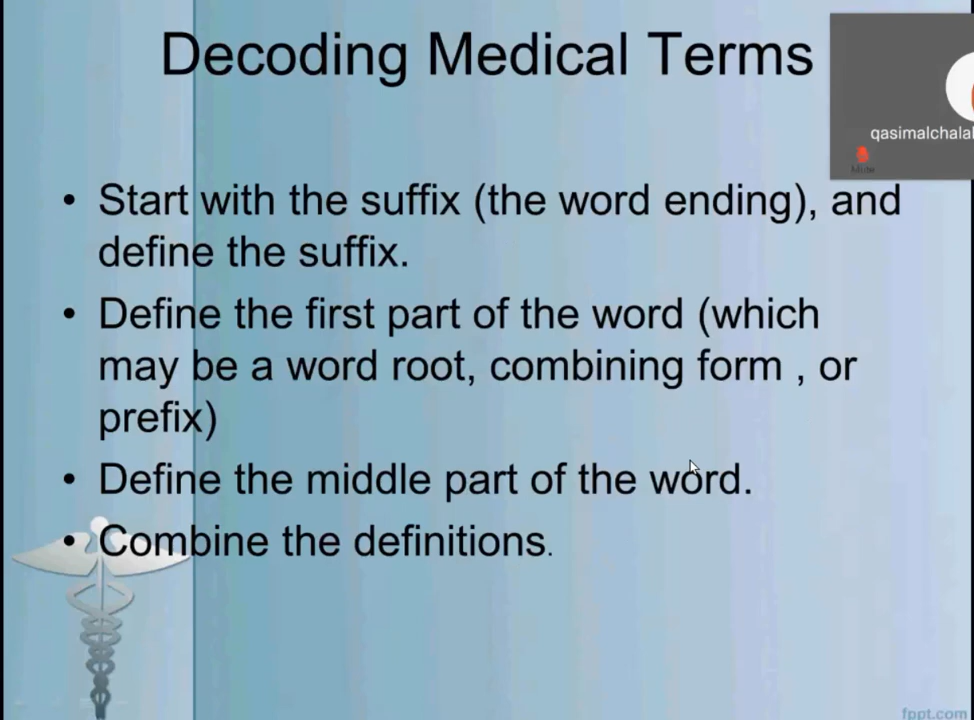 Decoding Medical Terms
qasimalchala
Mute
• Start with the suffix (the word ending), and
define the suffix.
• Define the first part of the word (which
may be a word root, combining form , or
prefix)
• Define the middle part of the word.
• Combine the definitions.
fppt.com